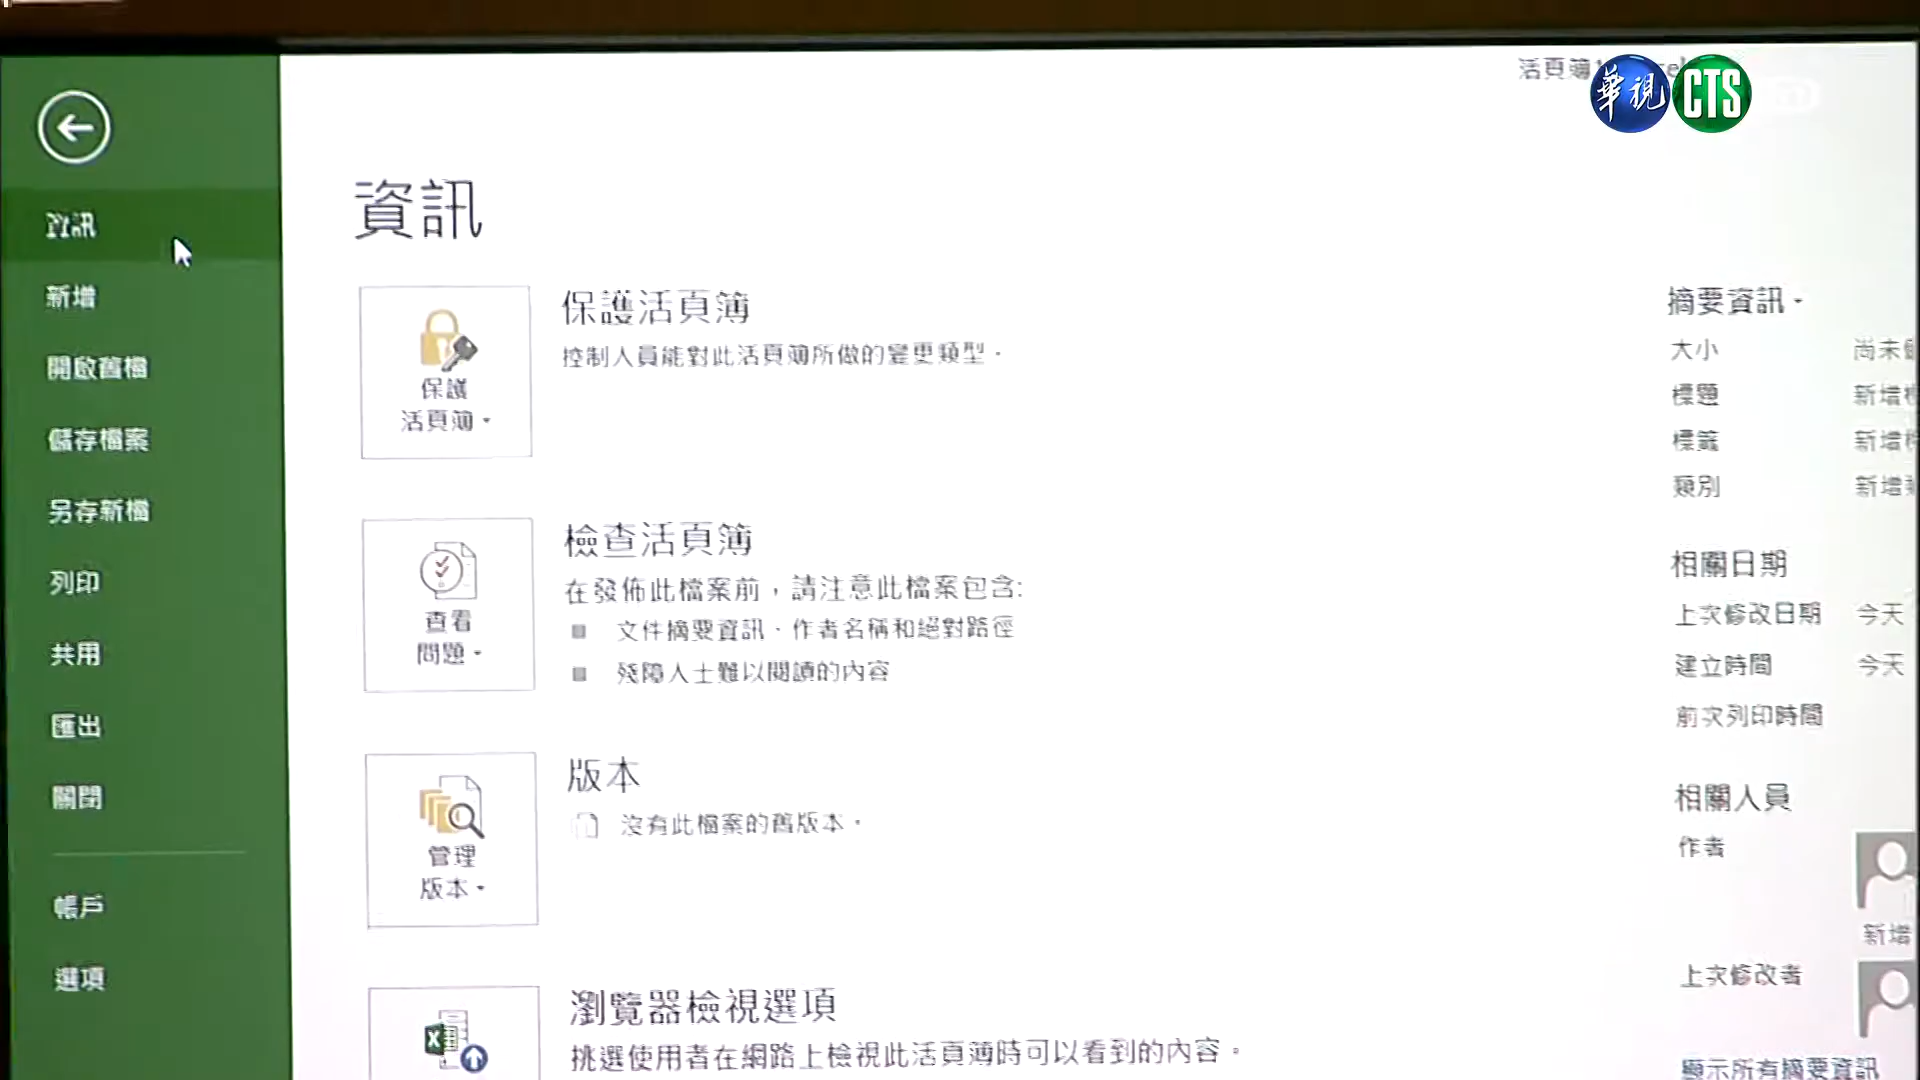 活頁簿
華視 CTS
資訊
新增
開啟舊檔
儲存檔案
另存新檔
列印
共用
匯出
關閉
帳戶
選項
資訊
保護
活頁簿
保護活頁簿
控制人員能對此活頁簿所做的變更類型。
查看
問題
檢查活頁簿
在發佈此檔案前，請注意此檔案包含:
文件摘要資訊、作者名稱和絕對路徑
殘障人士難以閱讀的內容
管理
版本
版本
沒有此檔案的舊版本。
瀏覽器檢視選項
挑選使用者在網路上檢視此活頁簿時可以看到的內容。
摘要資訊
大小 尚未
標題 新增
標籤 新增
類別 新增
相關日期
上次修改日期 今天
建立時間 今天
前次列印時間
相關人員
作者
新增
上次修改者
顯示所有摘要資訊